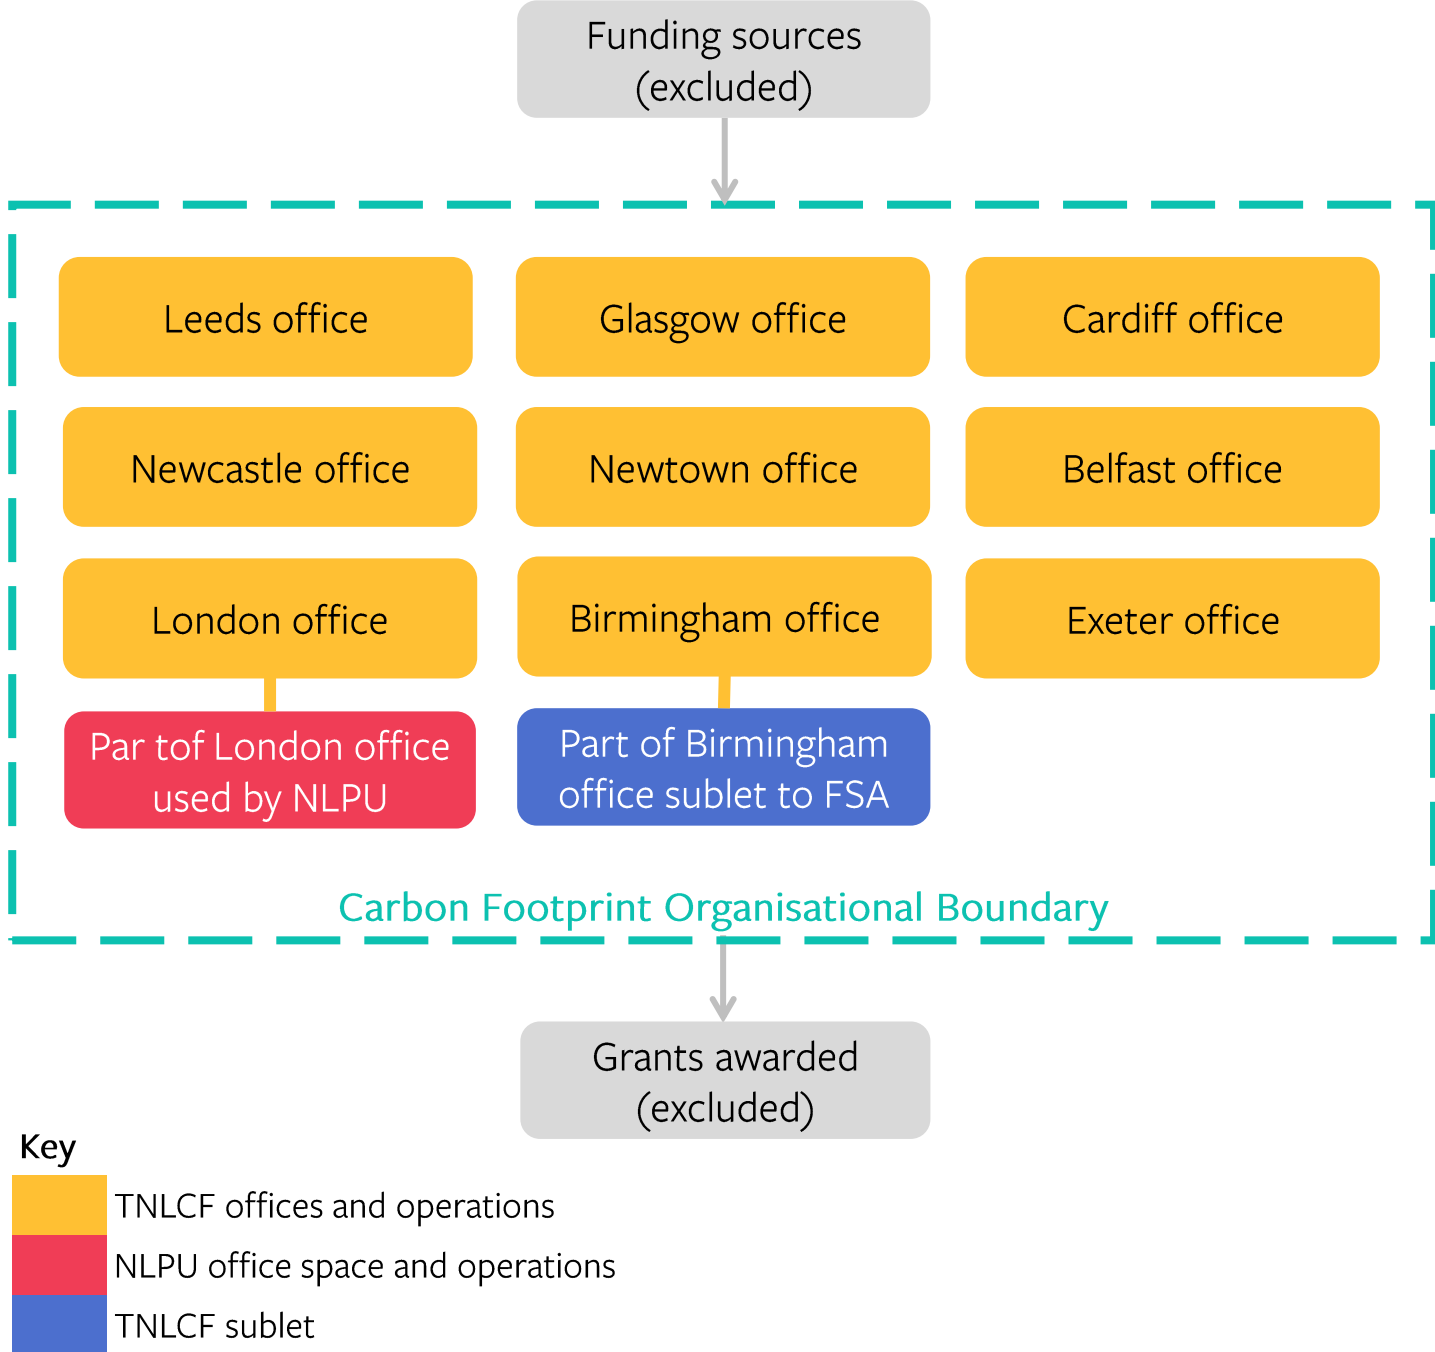 Funding sources
(excluded)
Leeds office
Glasgow office
Cardiff office
Newcastle office
Newtown office
Belfast office
London office
Birmingham office
Exeter office
Par tof London office
used by NLPU
Part of Birmingham
office sublet to FSA
Carbon Footprint Organisational Boundary
Grants awarded
(excluded)
Key
TNLCF offices and operations
NLPU office space and operations
TNLCF sublet